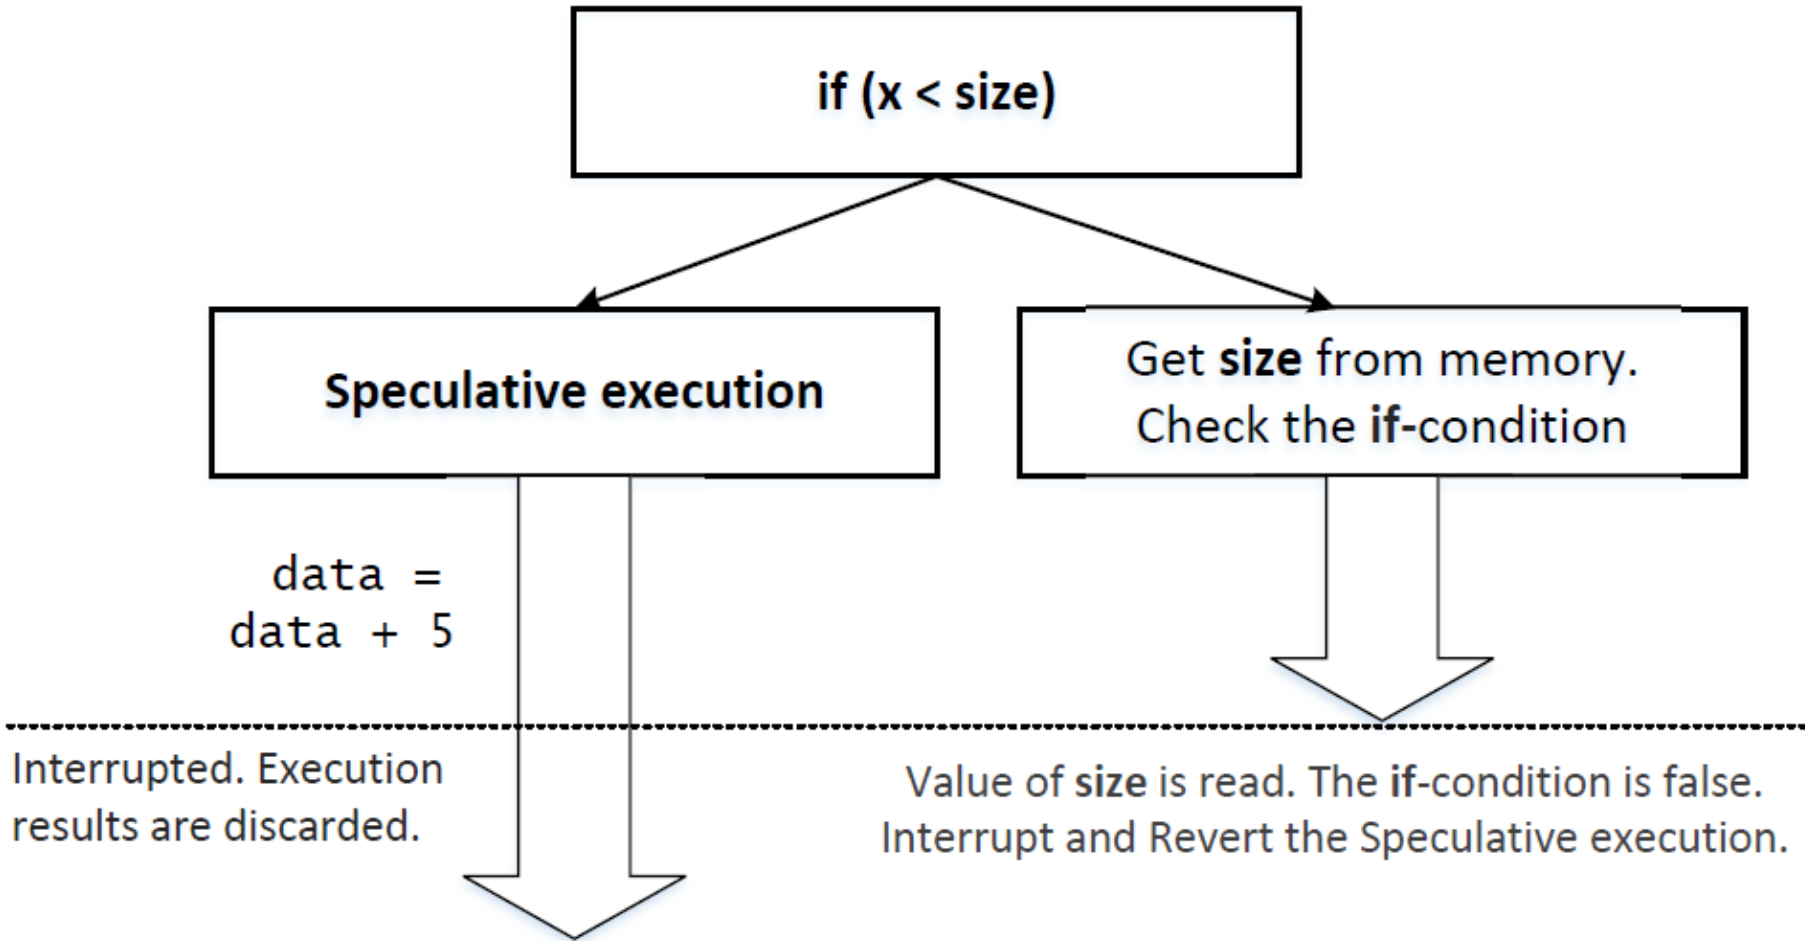 if (x < size)
Speculative execution
Get size from memory.
Check the if-condition
data =
data + 5
Interrupted. Execution
results are discarded.
Value of size is read. The if-condition is false.
Interrupt and Revert the Speculative execution.